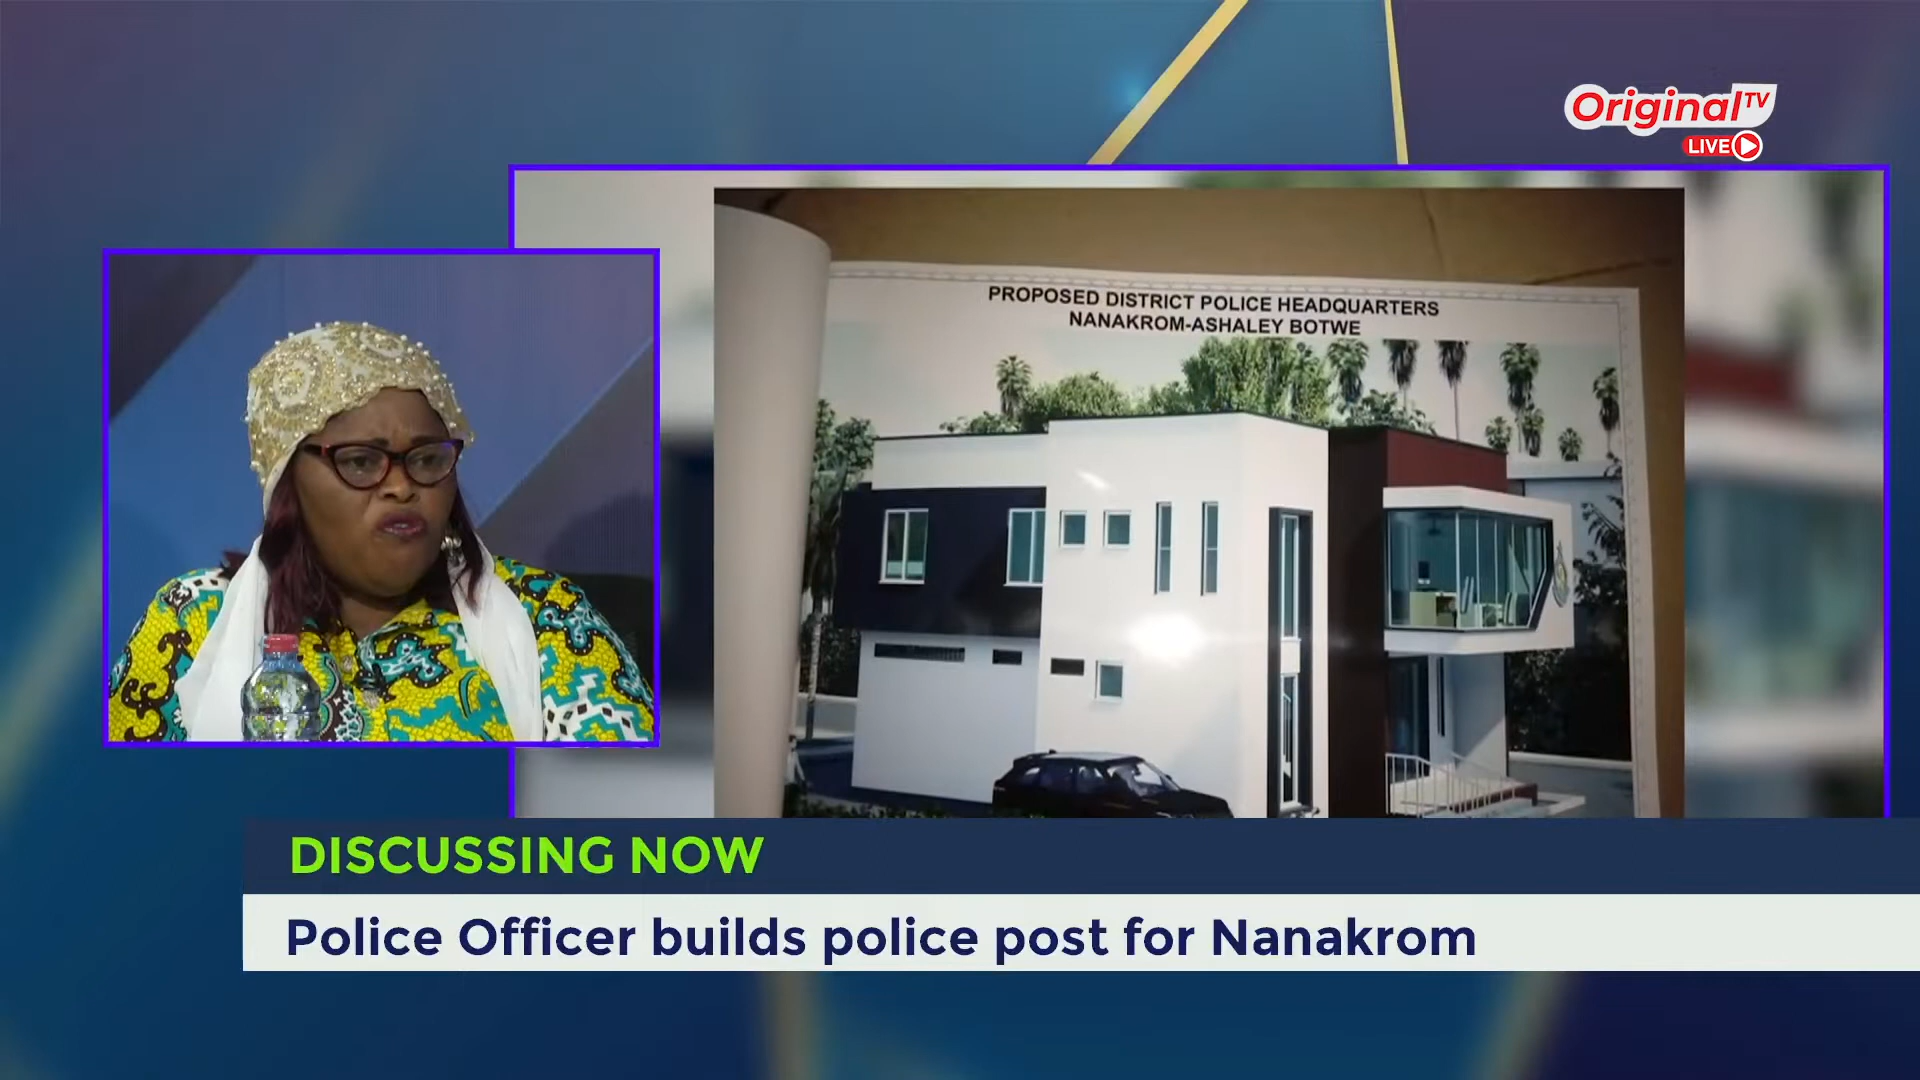 OriginalTV
LIVE
PROPOSED DISTRICT POLICE HEADQUARTERS
NANAKROM-ASHALEY BOTWE
DISCUSSING NOW
Police Officer builds police post for Nanakrom